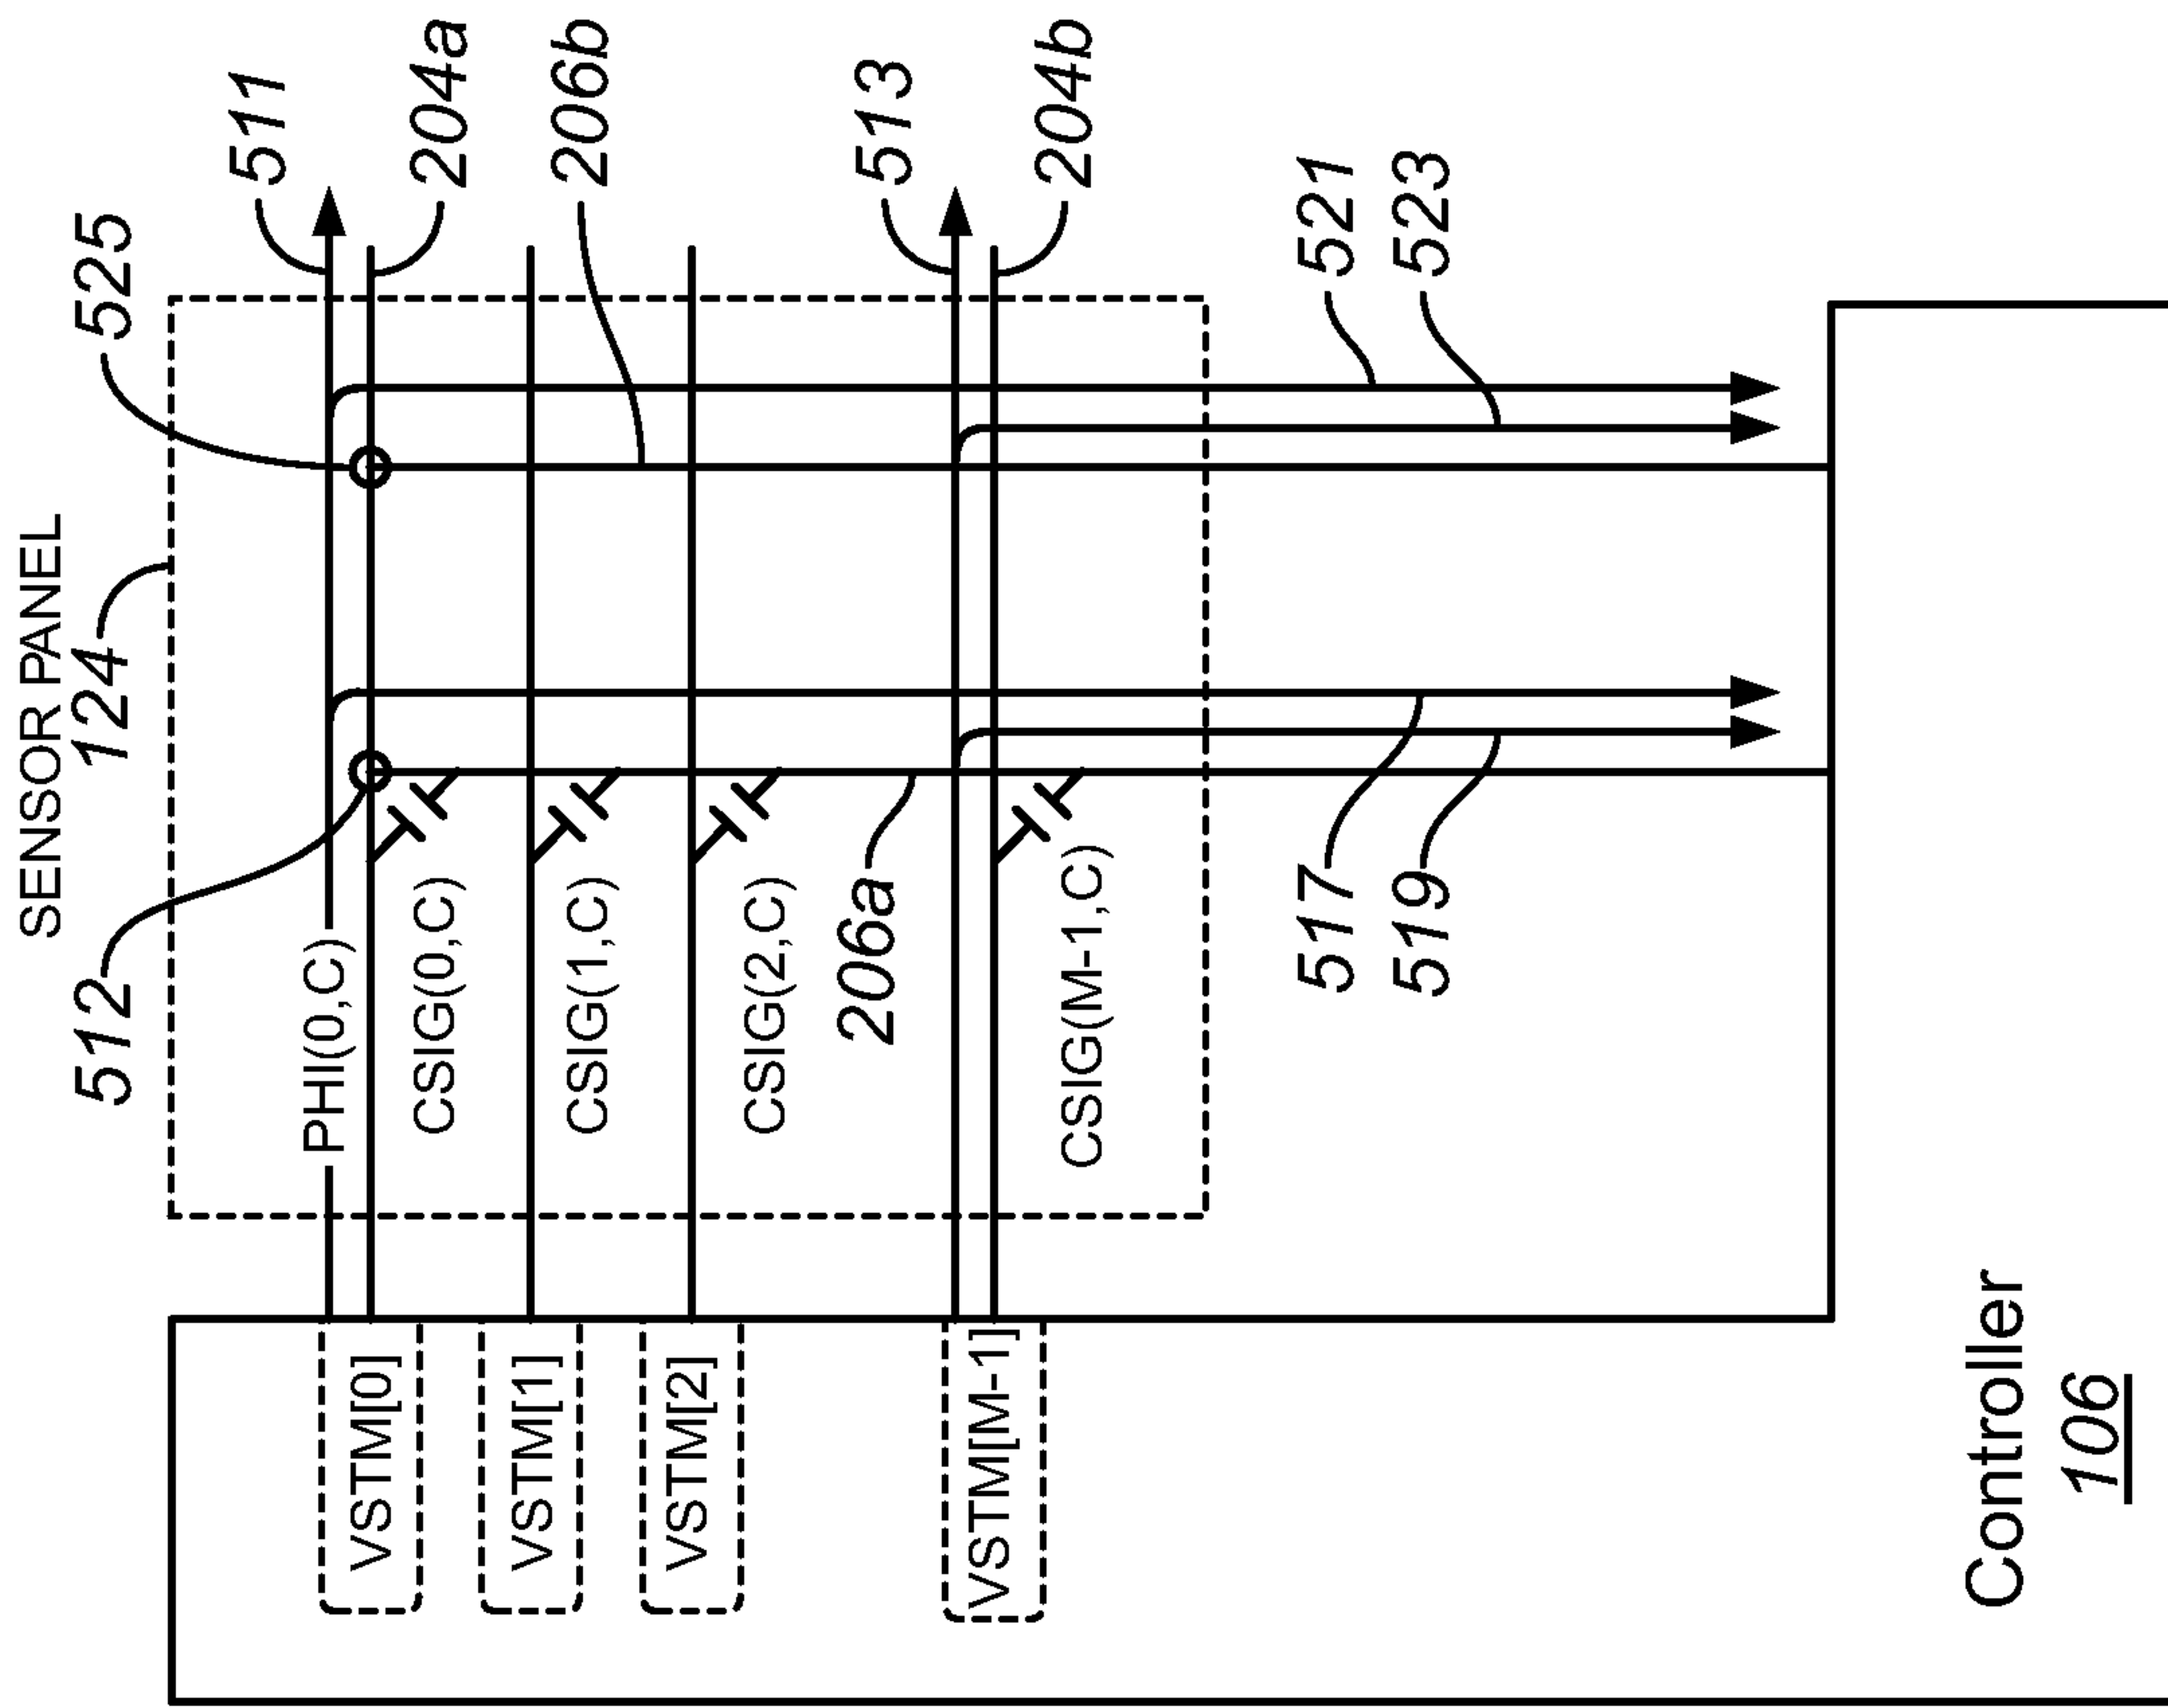 SENSOR PANEL
124
512
525
511
204a
206b
513
204b
521
523
PHI(0,C)
CSIG(0,C)
CSIG(1,C)
CSIG(2,C)
206a
CSIG(M-1,C)
517
519
VSTM[0]
VSTM[1]
VSTM[2]
VSTM[M-1]
Controller
106